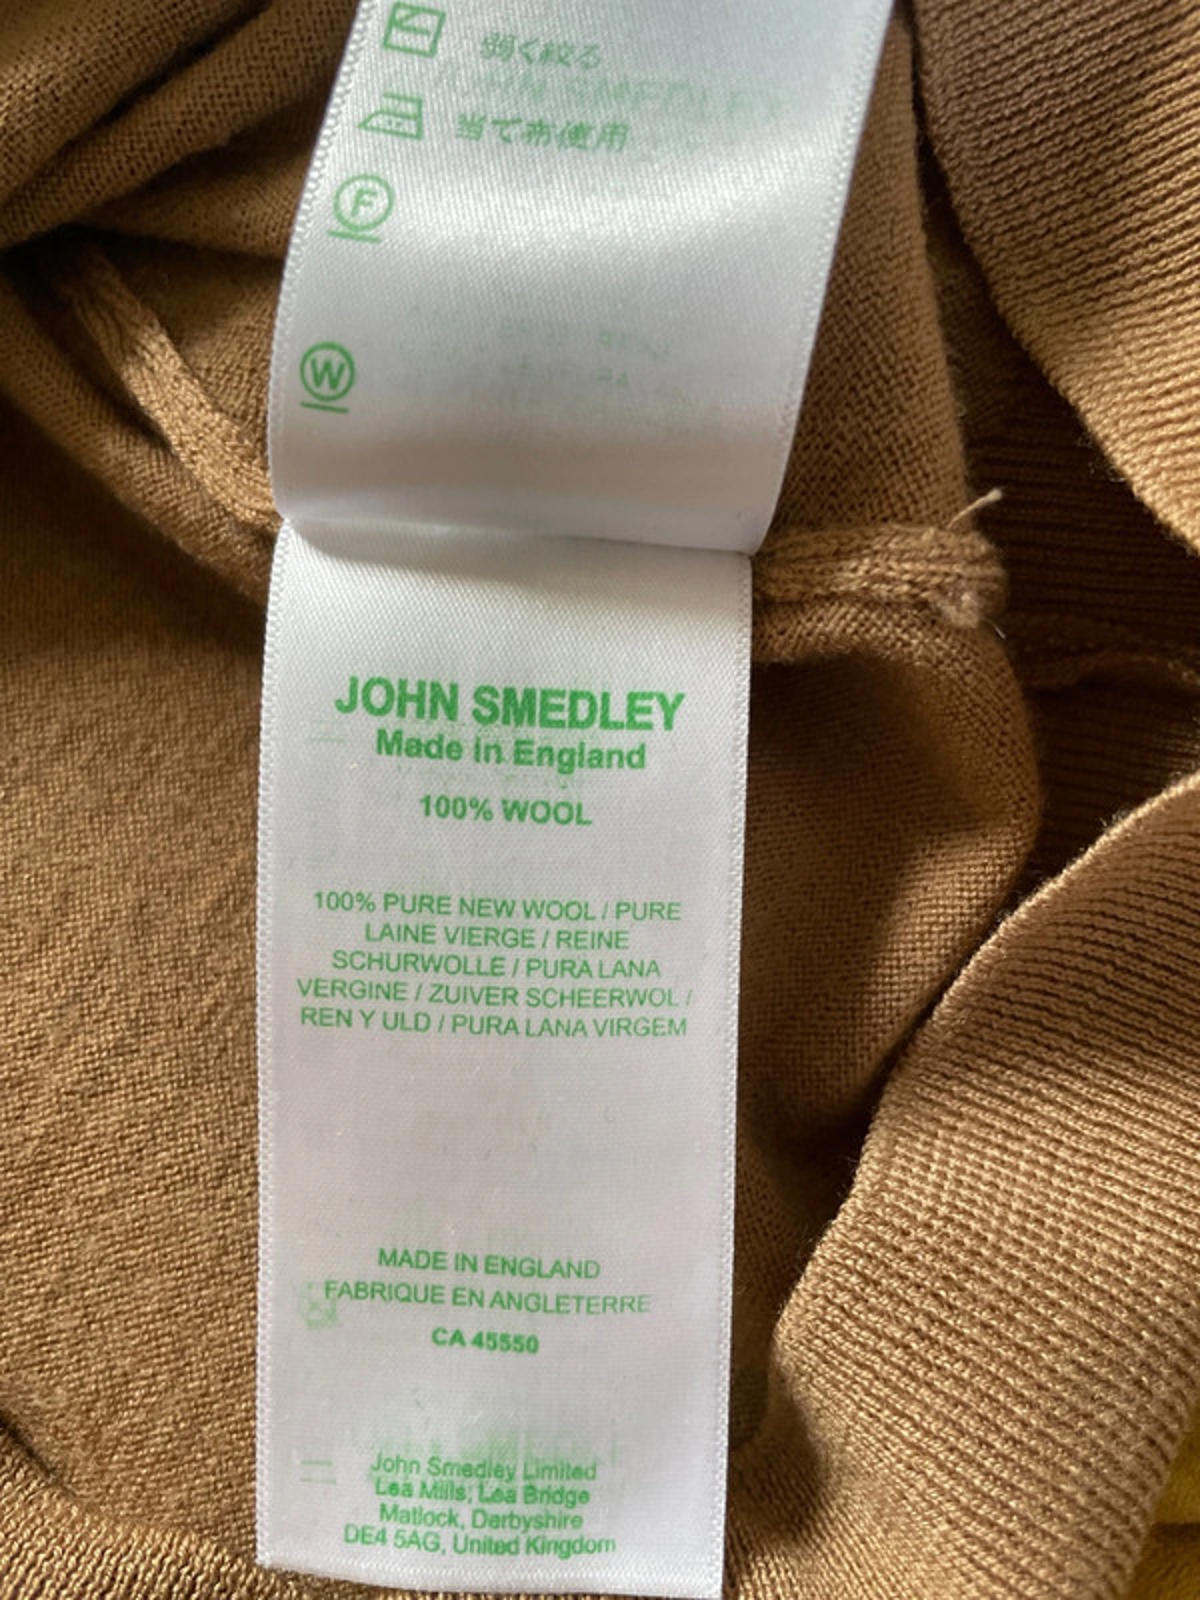 弱く絞る
当て布使用
F
W
JOHN SMEDLEY
Made in England
100% WOOL
100% PURE NEW WOOL / PURE
LAINE VIERGE / REINE
SCHURWOLLE / PURA LANA
VERGINE / ZUIVER SCHEERWOL /
REN Y ULD / PURA LANA VIRGEM
MADE IN ENGLAND
FABRIQUE EN ANGLETERRE
CA 45550
John Smedley Limited
Lea Mills, Lea Bridge
Matlock, Derbyshire
DE4 5AG, United Kingdom